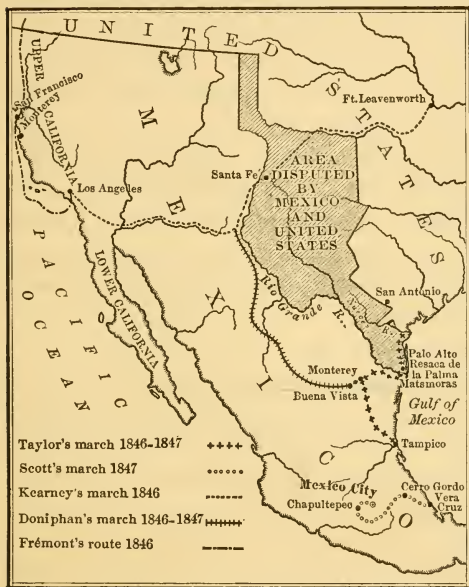 UNITED STATES
UPPER CALIFORNIA
San Francisco
Monterey
Ft. Leavenworth
MEXICO
Santa Fe
AREA
DISPUTED
BY
MEXICO
AND
UNITED
STATES
Los Angeles
PACIFIC
OCEAN
LOWER CALIFORNIA
San Antonio
Rio Grande R.
Palo Alto
Resaca de
la Palma
Matamoras
Monterey
Buena Vista
Gulf of
Mexico
Tampico
Taylor's march 1846-1847
Scott's march 1847
Kearney's march 1846
Doniphan's march 1846-1847
Frémont's route 1846
Mexico City
Chapultepec
Cerro Gordo
Vera
Cruz